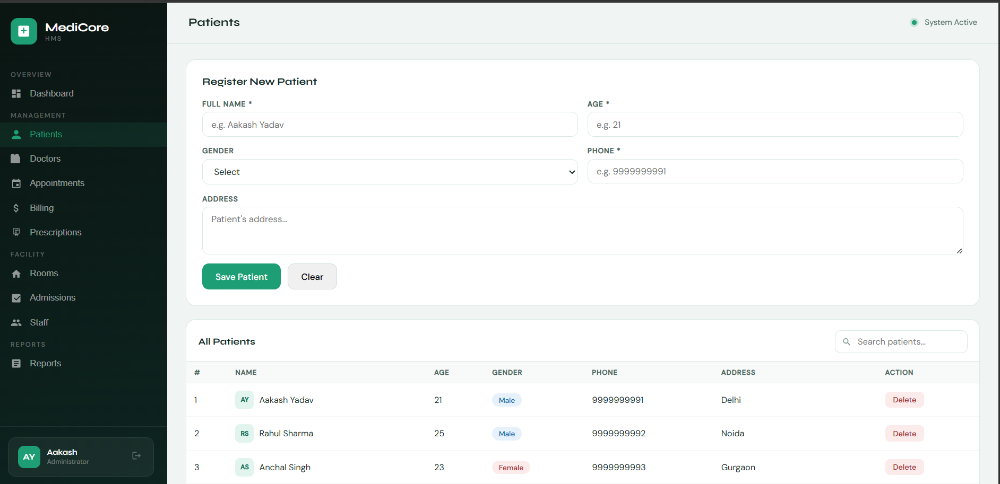 MediCore
HMS
OVERVIEW
Dashboard
MANAGEMENT
Patients
Doctors
Appointments
Billing
Prescriptions
FACILITY
Rooms
Admissions
Staff
REPORTS
Reports
AY
Aakash
Administrator
Patients
System Active
Register New Patient
FULL NAME * AGE *
e.g. Aakash Yadav e.g. 21
GENDER PHONE *
Select e.g. 9999999991
ADDRESS
Patient's address...
Save Patient Clear
All Patients Search patients...
# NAME AGE GENDER PHONE ADDRESS ACTION
1 AY Aakash Yadav 21 Male 9999999991 Delhi Delete
2 RS Rahul Sharma 25 Male 9999999992 Noida Delete
3 AS Anchal Singh 23 Female 9999999993 Gurgaon Delete